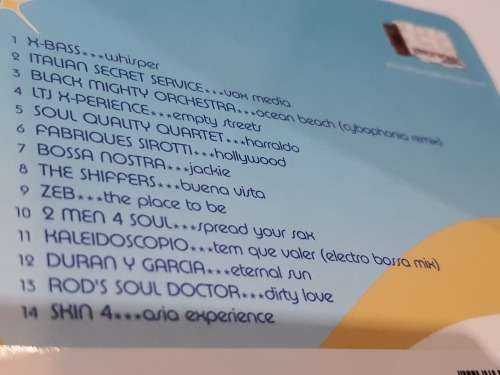 1 X-BASS...whisper
2 ITALIAN SECRET SERVICE...vox media
3 BLACK MIGHTY ORCHESTRA...ocean beach (cybophonia remix)
4 LTJ X-PERIENCE...empty streets
5 SOUL QUALITY QUARTET...harraldo
6 FABRIQUES SIROTTI...hollywood
7 BOSSA NOSTRA...jackie
8 THE SHIFFERS...buena vista
9 ZEB...the place to be
10 2 MEN 4 SOUL...spread your sax
11 KALEIDOSCOPIO...tem que valer (electro bossa mix)
12 DURAN Y GARCIA...eternal sun
13 ROD'S SOUL DOCTOR...dirty love
14 SKIN 4...asia experience